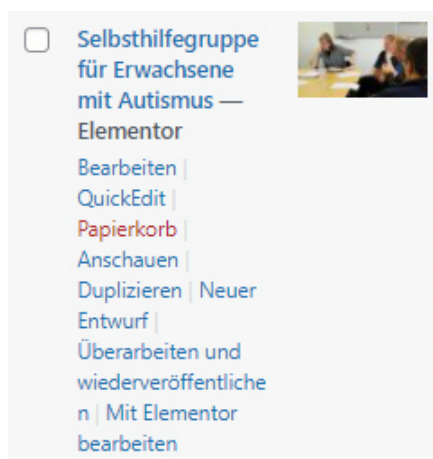 Selbsthilfegruppe
für Erwachsene
mit Autismus —
Elementor
Bearbeiten |
QuickEdit |
Papierkorb |
Anschauen |
Duplizieren | Neuer
Entwurf |
Überarbeiten und
wiederveröffentliche
n | Mit Elementor
bearbeiten